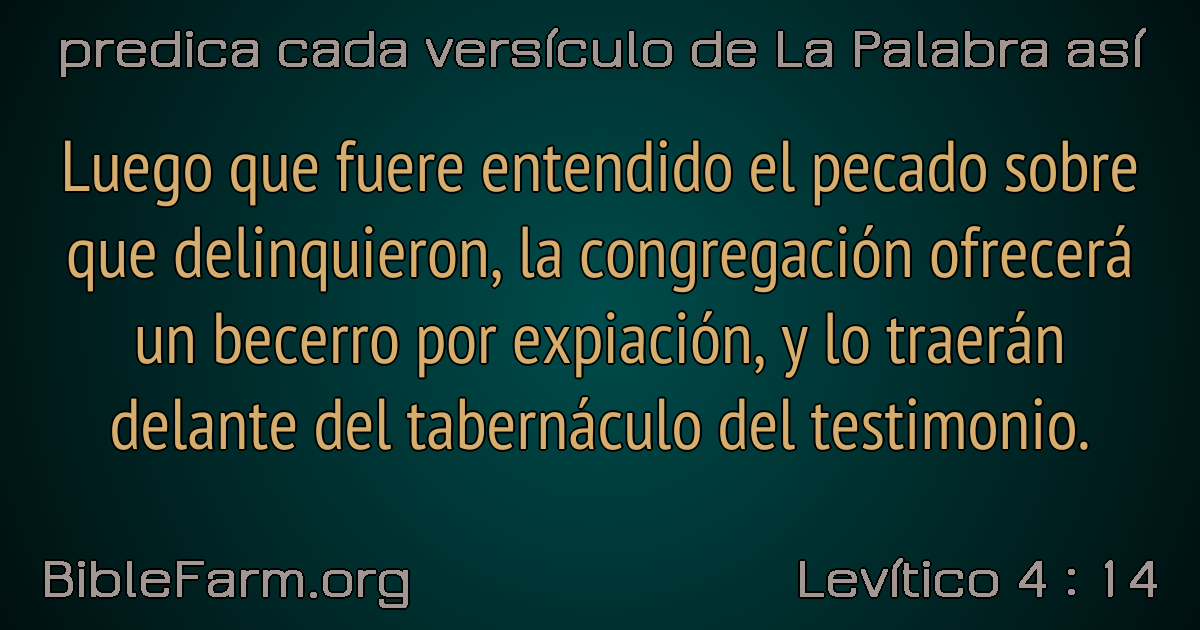 predica cada versículo de La Palabra así
Luego que fuere entendido el pecado sobre
que delinquieron, la congregación ofrecerá
un becerro por expiación, y lo traerán
delante del tabernáculo del testimonio.
BibleFarm.org
Levítico 4 : 14